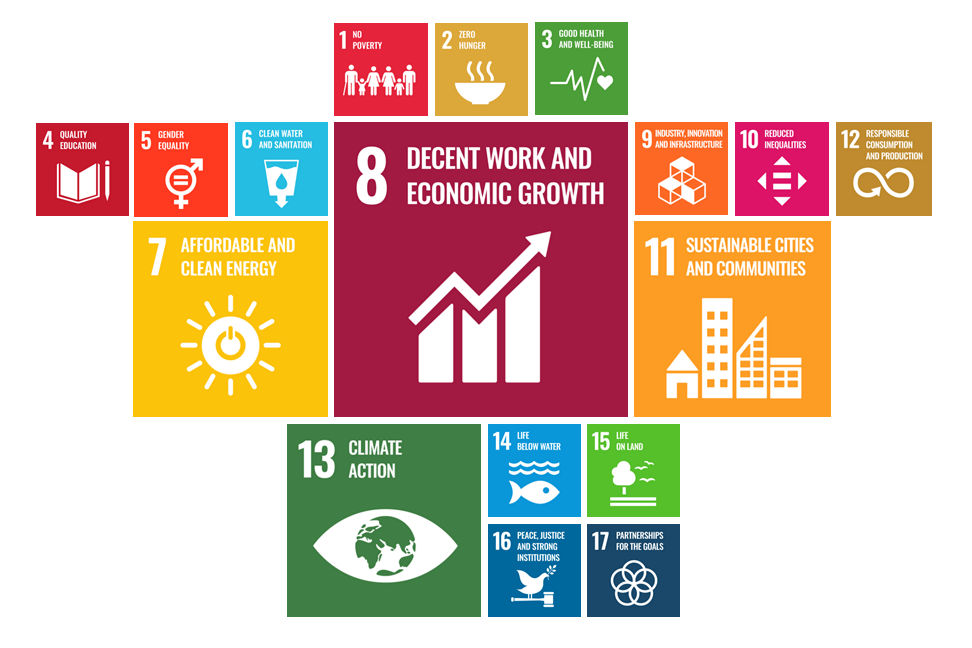 1 NO
POVERTY
2 ZERO
HUNGER
3 GOOD HEALTH
AND WELL-BEING
4 QUALITY
EDUCATION
5 GENDER
EQUALITY
6 CLEAN WATER
AND SANITATION
8 DECENT WORK AND
ECONOMIC GROWTH
9 INDUSTRY, INNOVATION
AND INFRASTRUCTURE
10 REDUCED
INEQUALITIES
12 RESPONSIBLE
CONSUMPTION
AND PRODUCTION
7 AFFORDABLE AND
CLEAN ENERGY
11 SUSTAINABLE CITIES
AND COMMUNITIES
13 CLIMATE
ACTION
14 LIFE
BELOW WATER
15 LIFE
ON LAND
16 PEACE, JUSTICE
AND STRONG
INSTITUTIONS
17 PARTNERSHIPS
FOR THE GOALS